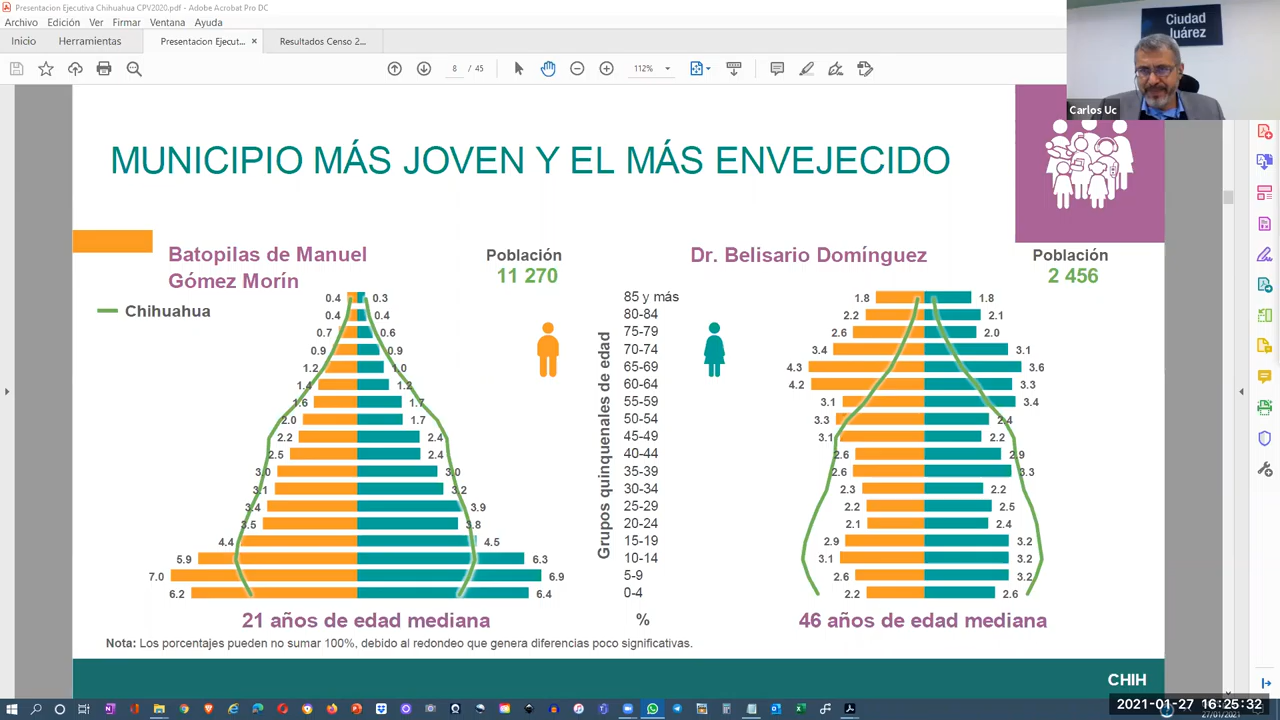 Presentacion Ejecutiva Chihuahua CPV2020.pdf - Adobe Acrobat Pro DC
Archivo Edición Ver Firmar Ventana Ayuda
Inicio Herramientas Presentacion Ejecut... × Resultados Censo 2...
8 / 45 112%
Ciudad
Juárez
Carlos Uc
MUNICIPIO MÁS JOVEN Y EL MÁS ENVEJECIDO
Batopilas de Manuel
Gómez Morín
Población
11 270
Dr. Belisario Domínguez
Población
2 456
Chihuahua
Grupos quinquenales de edad
0.4 0.3 85 y más 1.8 1.8
0.4 0.4 80-84 2.2 2.1
0.7 0.6 75-79 2.6 2.0
0.9 0.9 70-74 3.4 3.1
1.2 1.0 65-69 4.3 3.6
1.4 1.2 60-64 4.2 3.3
1.6 1.7 55-59 3.1 3.4
2.0 1.7 50-54 3.3 2.4
2.2 2.4 45-49 3.1 2.2
2.5 2.4 40-44 2.6 2.9
3.0 3.0 35-39 2.6 3.3
3.1 3.2 30-34 2.3 2.2
3.4 3.9 25-29 2.2 2.5
3.5 3.8 20-24 2.1 2.4
4.4 4.5 15-19 2.9 3.2
5.9 6.3 10-14 3.1 3.2
7.0 6.9 5-9 2.6 3.2
6.2 6.4 0-4 2.2 2.6
21 años de edad mediana % 46 años de edad mediana
Nota: Los porcentajes pueden no sumar 100%, debido al redondeo que genera diferencias poco significativas.
CHIH
2021-01-27 16:25:32
27/01/2021